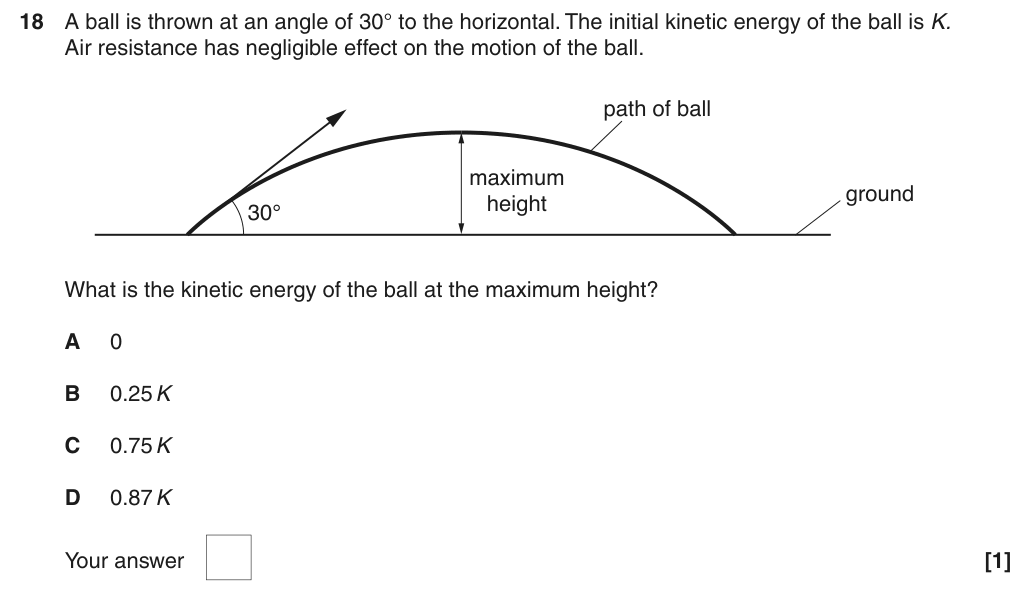 18 A ball is thrown at an angle of 30° to the horizontal. The initial kinetic energy of the ball is K.
Air resistance has negligible effect on the motion of the ball.
path of ball
maximum
height
ground
30°
What is the kinetic energy of the ball at the maximum height?
A 0
B 0.25 K
C 0.75 K
D 0.87 K
Your answer
[1]